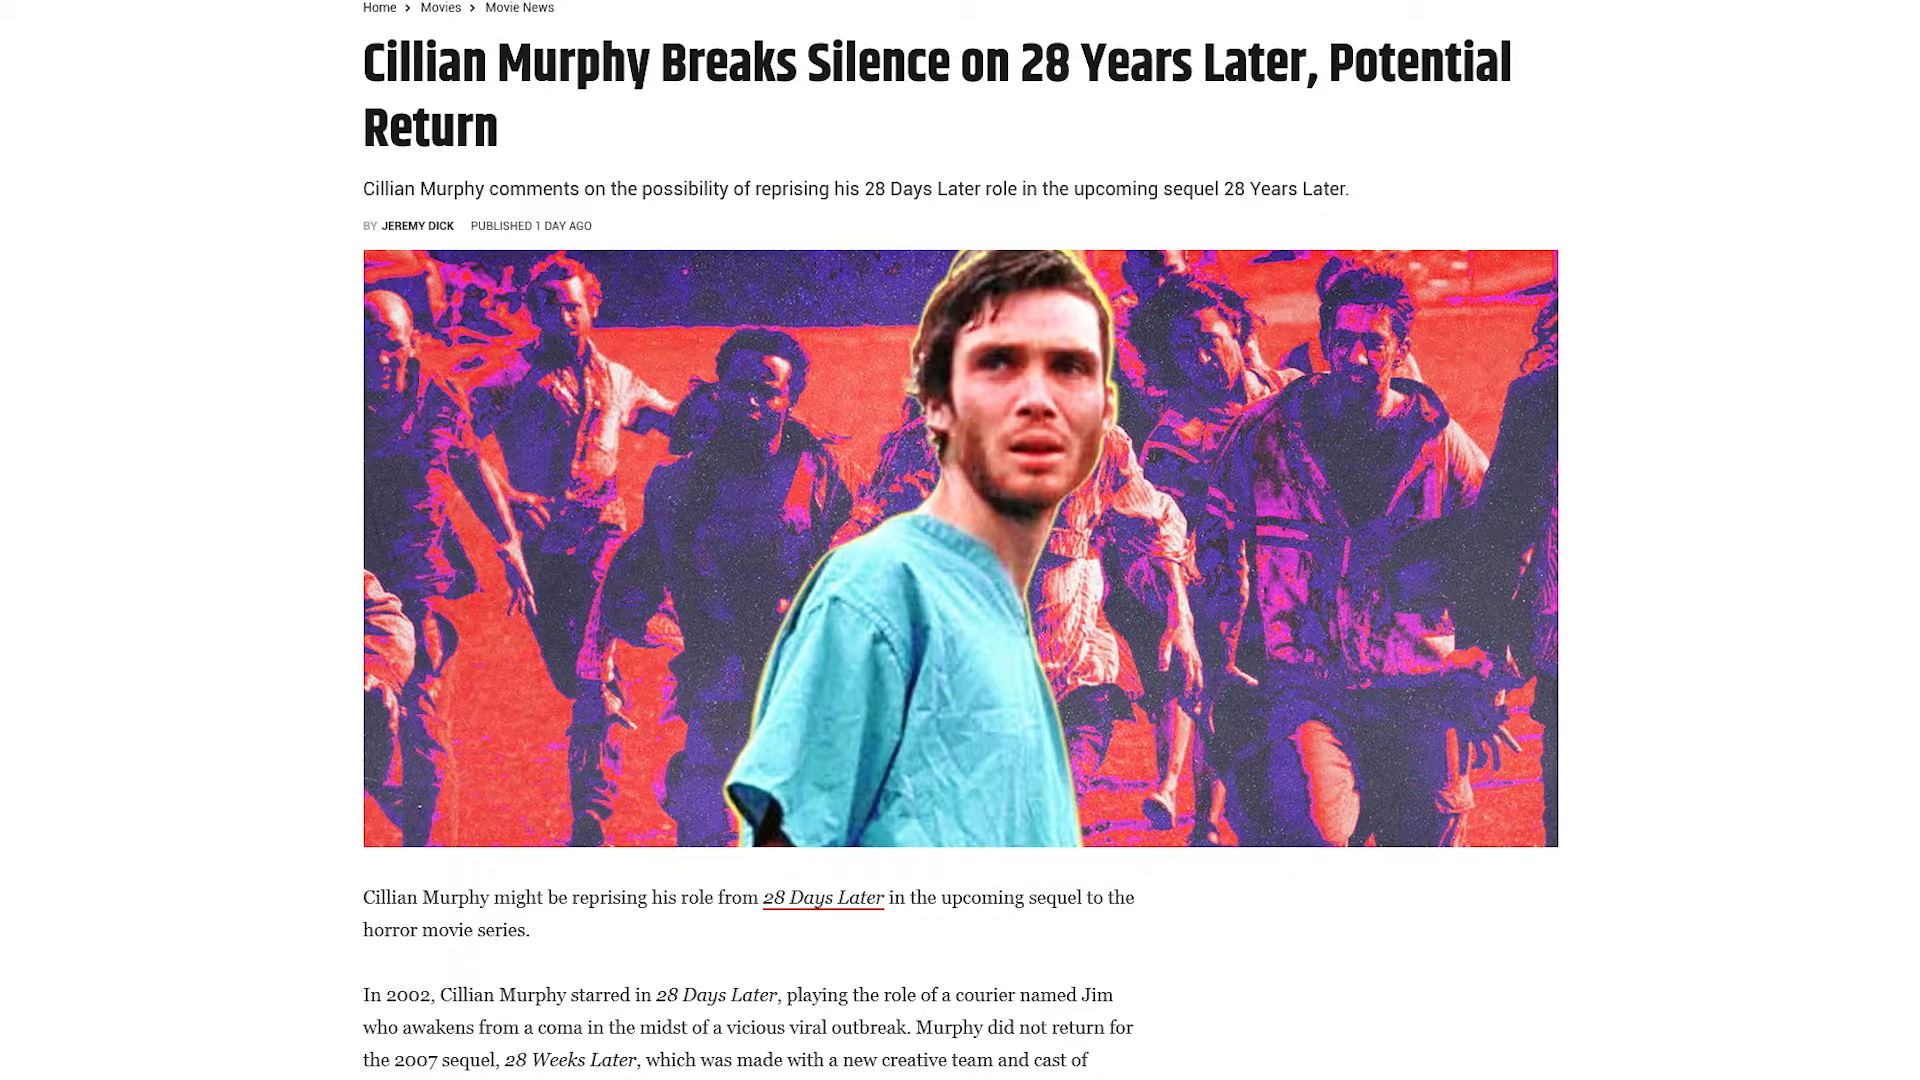 Home > Movies > Movie News
Cillian Murphy Breaks Silence on 28 Years Later, Potential
Return
Cillian Murphy comments on the possibility of reprising his 28 Days Later role in the upcoming sequel 28 Years Later.
BY JEREMY DICK PUBLISHED 1 DAY AGO
Cillian Murphy might be reprising his role from 28 Days Later in the upcoming sequel to the
horror movie series.
In 2002, Cillian Murphy starred in 28 Days Later, playing the role of a courier named Jim
who awakens from a coma in the midst of a vicious viral outbreak. Murphy did not return for
the 2007 sequel, 28 Weeks Later, which was made with a new creative team and cast of